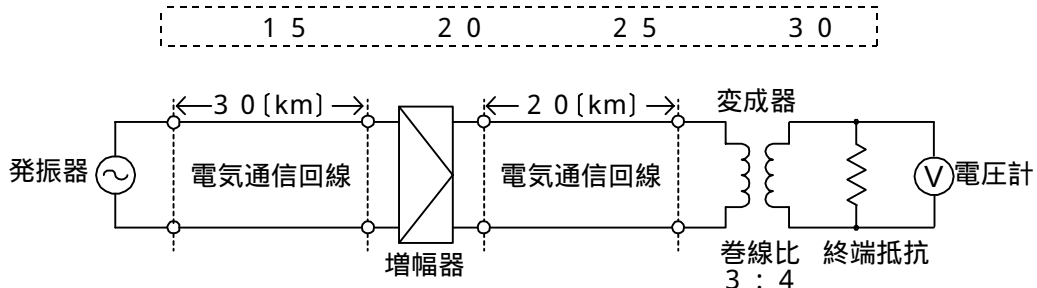 １５ ２０ ２５ ３０
３０〔km〕 ２０〔km〕 変成器
発振器 電気通信回線 電気通信回線 V 電圧計
増幅器 巻線比 終端抵抗
３：４